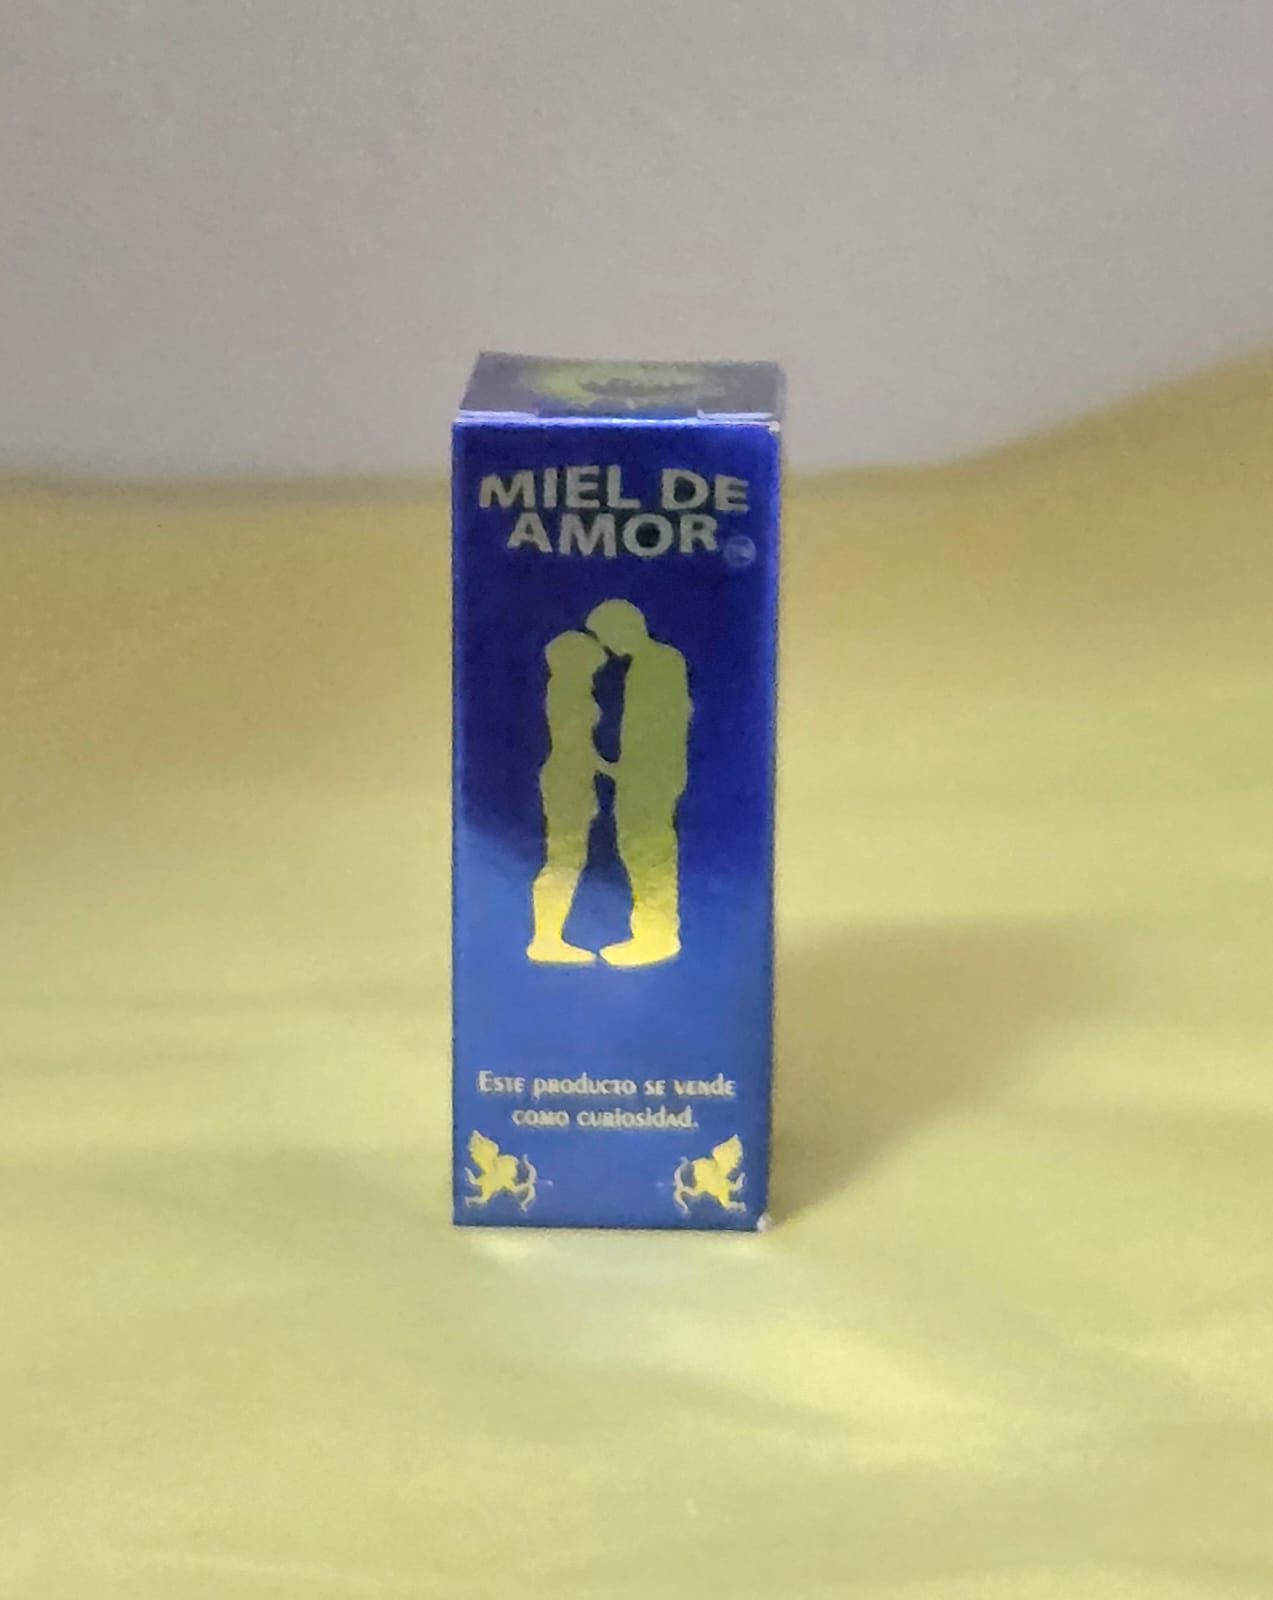 MIEL DE
AMOR
Este producto se vende
como curiosidad.